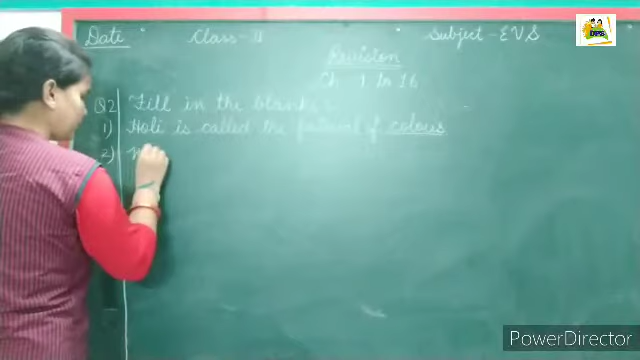 Date Class-II Subject-EVS
Revision
Ch 1 to 16
Q2 Fill in the blanks
1) Holi is called the festival of colours
2)
DPS
PowerDirector